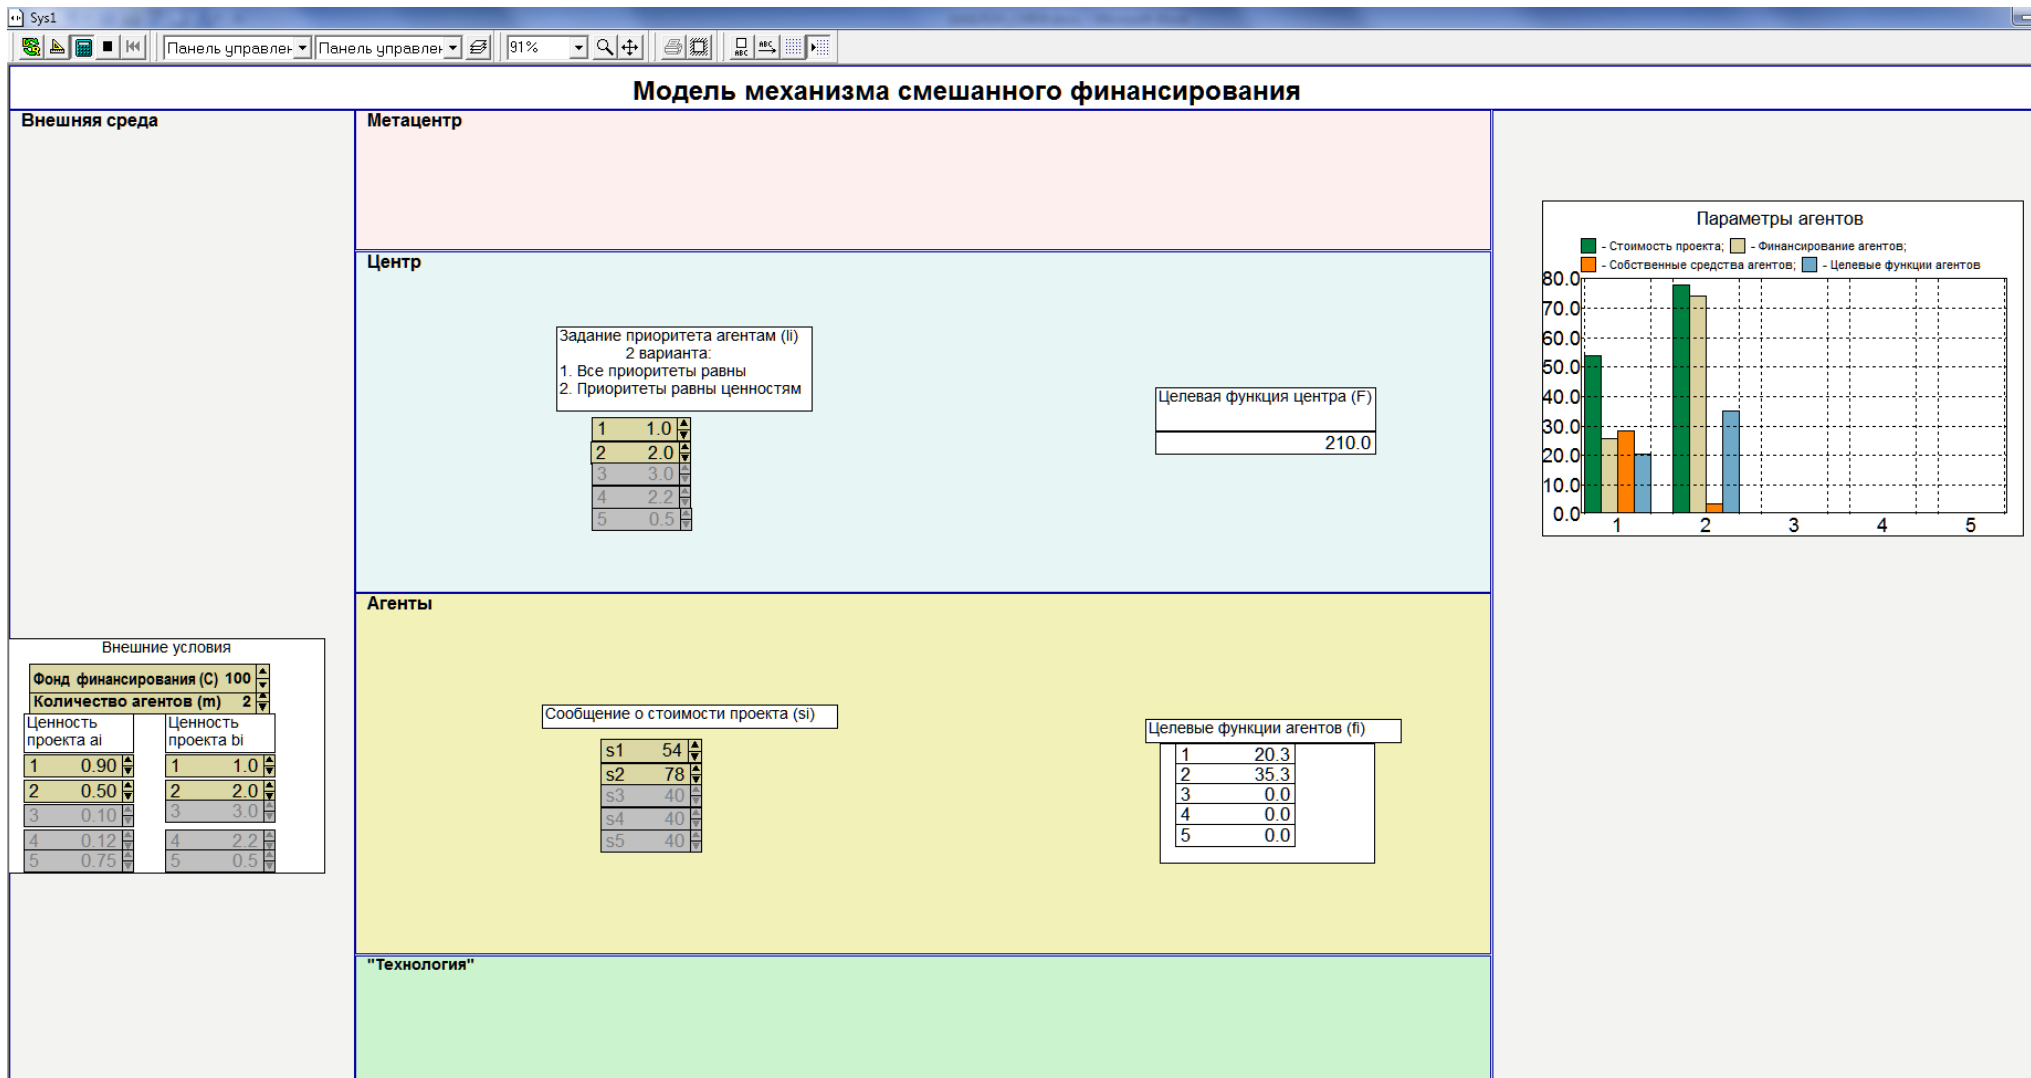 Sys1
Панель управлен Панель управлен 91%
Модель механизма смешанного финансирования
Внешняя среда
Метацентр
Центр
Задание приоритета агентам (li)
2 варианта:
1. Все приоритеты равны
2. Приоритеты равны ценностям
1 1.0
2 2.0
3 3.0
4 2.2
5 0.5
Целевая функция центра (F)
210.0
Параметры агентов
- Стоимость проекта; - Финансирование агентов;
- Собственные средства агентов; - Целевые функции агентов
80.0
70.0
60.0
50.0
40.0
30.0
20.0
10.0
0.0
1 2 3 4 5
Агенты
Внешние условия
Фонд финансирования (C) 100
Количество агентов (m) 2
Ценность
проекта ai
1 0.90
2 0.50
3 0.10
4 0.12
5 0.75
Ценность
проекта bi
1 1.0
2 2.0
3 3.0
4 2.2
5 0.5
Сообщение о стоимости проекта (si)
s1 54
s2 78
s3 40
s4 40
s5 40
Целевые функции агентов (fi)
1 20.3
2 35.3
3 0.0
4 0.0
5 0.0
"Технология"